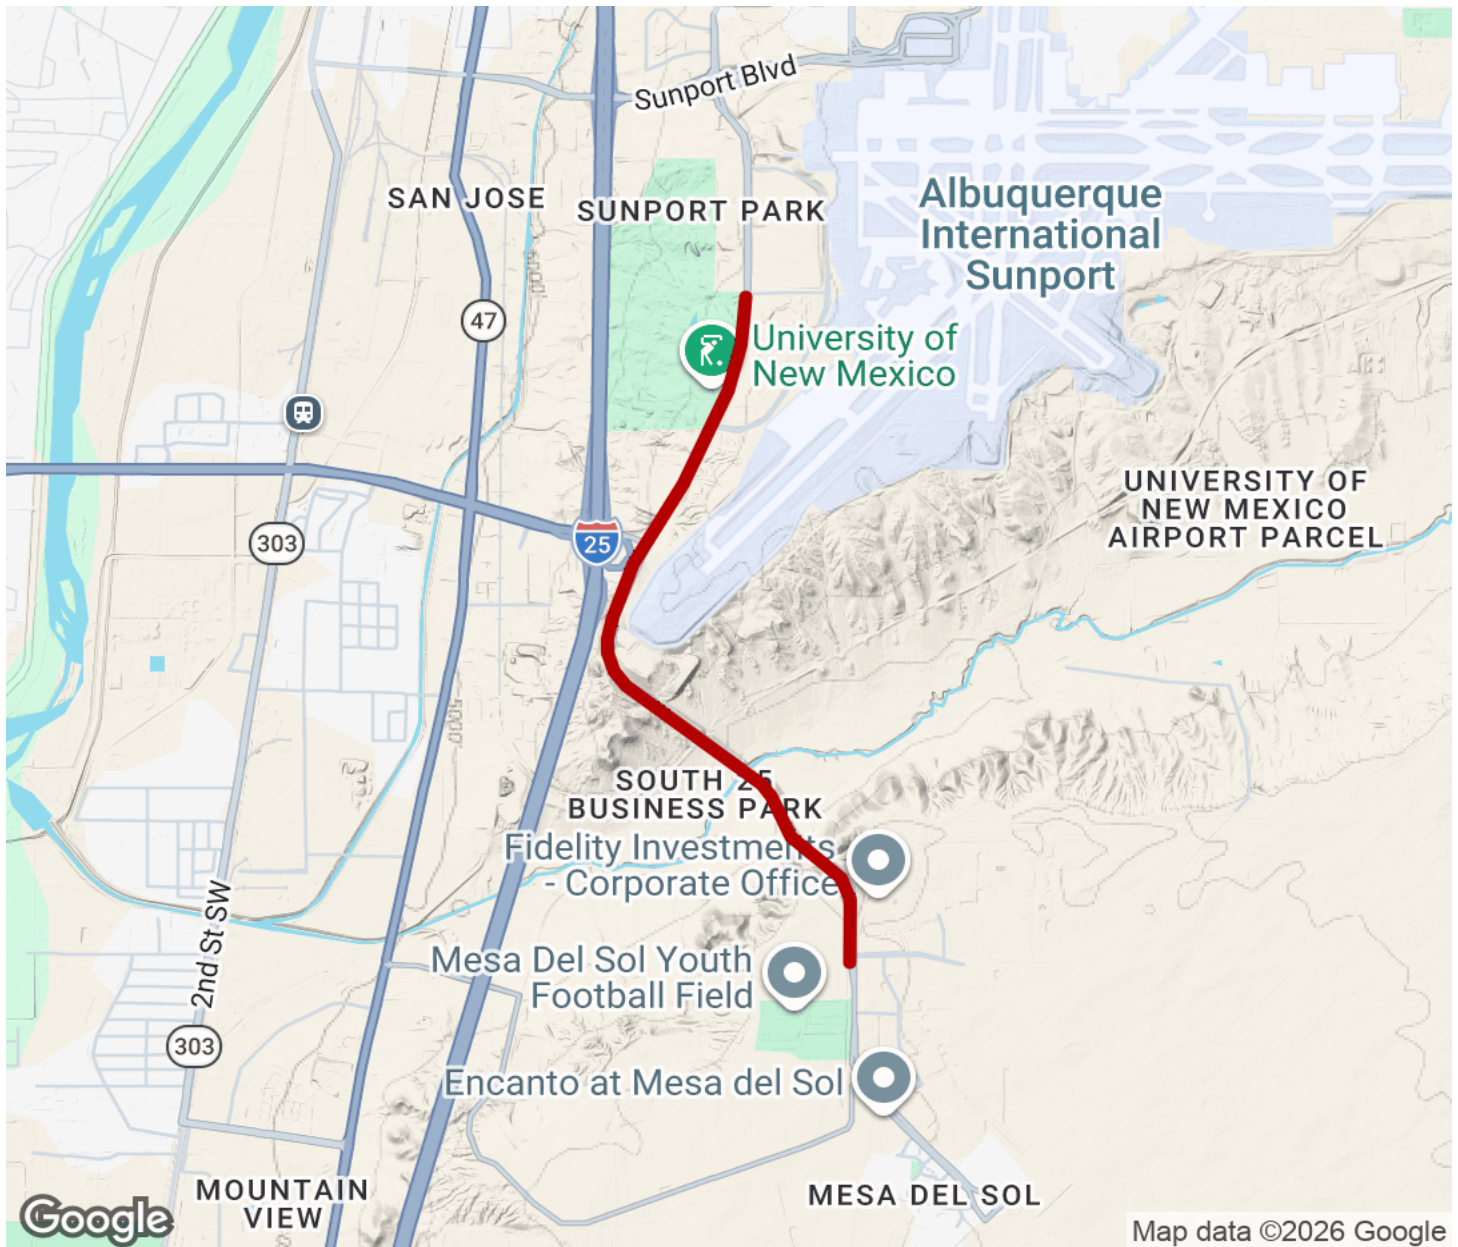 Sunport Blvd
SAN JOSE
SUNPORT PARK
Albuquerque
International
Sunport
47
University of
New Mexico
UNIVERSITY OF
NEW MEXICO
AIRPORT PARCEL
303
25
SOUTH 25
BUSINESS PARK
Fidelity Investments
- Corporate Office
2nd St SW
Mesa Del Sol Youth
Football Field
303
Encanto at Mesa del Sol
MOUNTAIN
VIEW
MESA DEL SOL
Google
Map data ©2026 Google